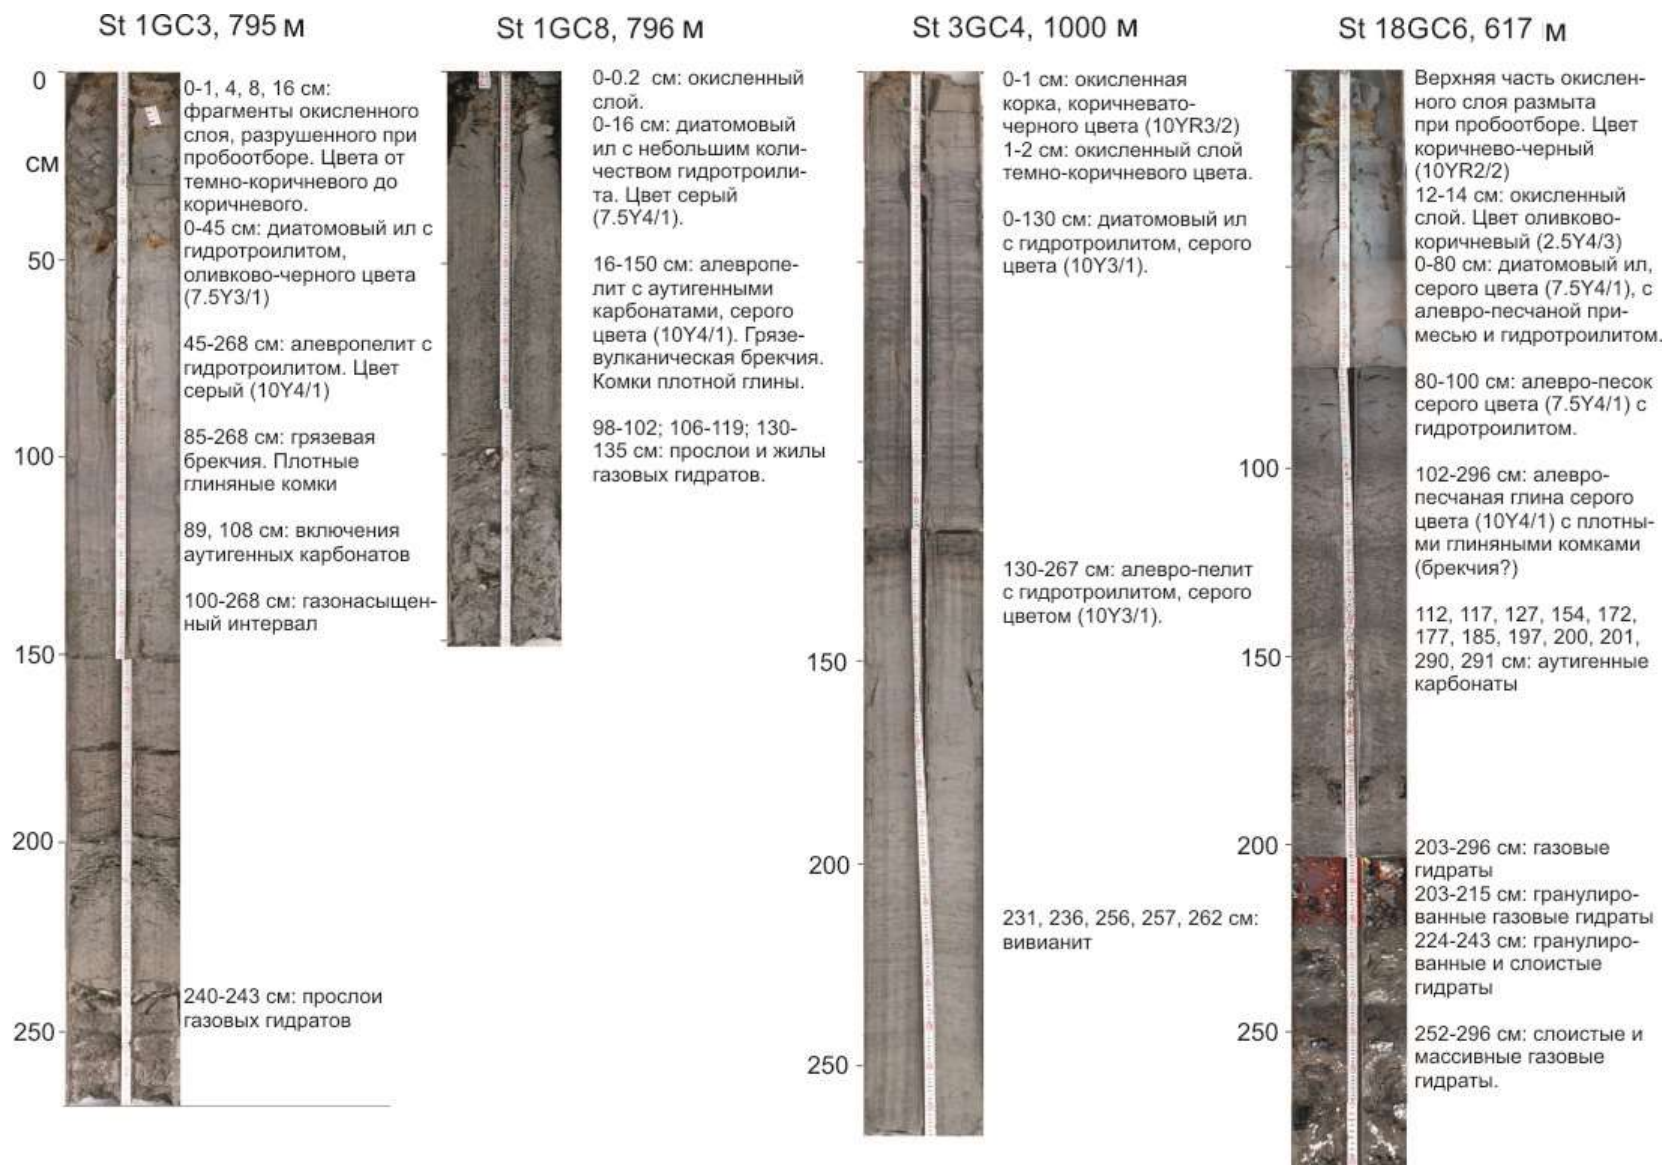 St 1GC3, 795 м
0
см
50
100
150
200
250
0-1, 4, 8, 16 см:
фрагменты окисленного
слоя, разрушенного при
пробоотборе. Цвета от
темно-коричневого до
коричневого.
0-45 см: диатомовый ил с
гидротроилитом,
оливково-черного цвета
(7.5Y3/1)
45-268 см: алевропелит с
гидротроилитом. Цвет
серый (10Y4/1)
85-268 см: грязевая
брекчия. Плотные
глиняные комки
89, 108 см: включения
аутигенных карбонатов
100-268 см: газонасыщен-
ный интервал
240-243 см: прослои
газовых гидратов
St 1GC8, 796 м
0-0.2 см: окисленный
слой.
0-16 см: диатомовый
ил с небольшим коли-
чеством гидротроили-
та. Цвет серый
(7.5Y4/1).
16-150 см: алевропе-
лит с аутигенными
карбонатами, серого
цвета (10Y4/1). Грязе-
вулканическая брекчия.
Комки плотной глины.
98-102; 106-119; 130-
135 см: прослои и жилы
газовых гидратов.
St 3GC4, 1000 м
150
200
250
0-1 см: окисленная
корка, коричневато-
черного цвета (10YR3/2)
1-2 см: окисленный слой
темно-коричневого цвета.
0-130 см: диатомовый ил
с гидротроилитом, серого
цвета (10Y3/1).
130-267 см: алевро-пелит
с гидротроилитом, серого
цветом (10Y3/1).
231, 236, 256, 257, 262 см:
вивианит
St 18GC6, 617 м
100
150
200
250
Верхняя часть окислен-
ного слоя размыта
при пробоотборе. Цвет
коричнево-черный
(10YR2/2)
12-14 см: окисленный
слой. Цвет оливково-
коричневый (2.5Y4/3)
0-80 см: диатомовый ил,
серого цвета (7.5Y4/1), с
алевро-песчаной при-
месью и гидротроилитом.
80-100 см: алевро-песок
серого цвета (7.5Y4/1) с
гидротроилитом.
102-296 см: алевро-
песчаная глина серого
цвета (10Y4/1) с плотны-
ми глиняными комками
(брекчия?)
112, 117, 127, 154, 172,
177, 185, 197, 200, 201,
290, 291 см: аутигенные
карбонаты
203-296 см: газовые
гидраты
203-215 см: гранулиро-
ванные газовые гидраты
224-243 см: гранулиро-
ванные и слоистые
гидраты
252-296 см: слоистые и
массивные газовые
гидраты.